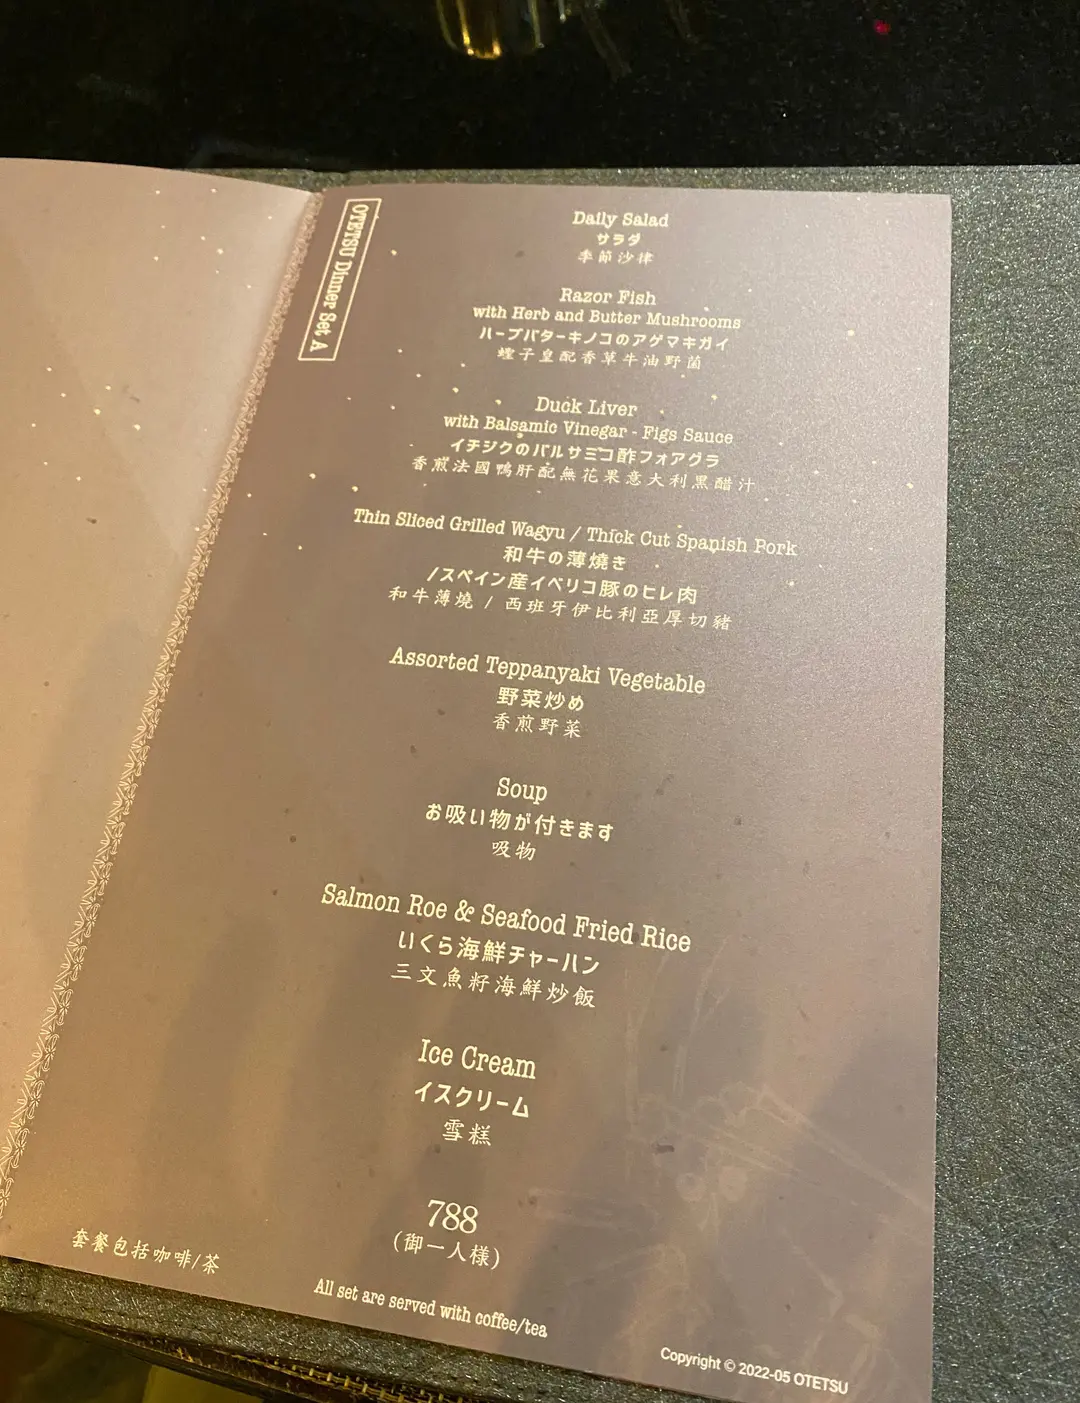 OTETSU Dinner Set A
Daily Salad
サラダ
季節沙律
Razor Fish
with Herb and Butter Mushrooms
ハーブバターキノコのアゲマキガイ
蟶子皇配香草牛油野菌
Duck Liver
with Balsamic Vinegar - Figs Sauce
イチジクのバルサミコ酢フォアグラ
香煎法國鴨肝配無花果意大利黑醋汁
Thin Sliced Grilled Wagyu / Thick Cut Spanish Pork
和牛の薄燒き
/スペイン産イベリコ豚のヒレ肉
和牛薄燒 / 西班牙伊比利亞厚切豬
Assorted Teppanyaki Vegetable
野菜炒め
香煎野菜
Soup
お吸い物が付きます
吸物
Salmon Roe & Seafood Fried Rice
いくら海鮮チャーハン
三文魚籽海鮮炒飯
Ice Cream
イスクリーム
雪糕
788
(御一人様)
套餐包括咖啡/茶
All set are served with coffee/tea
Copyright © 2022-05 OTETSU